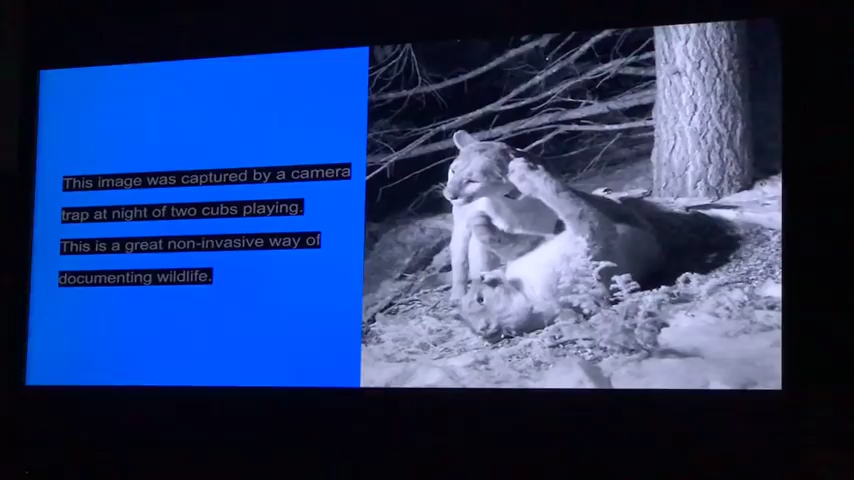 This image was captured by a camera
trap at night of two cubs playing.
This is a great non-invasive way of
documenting wildlife.